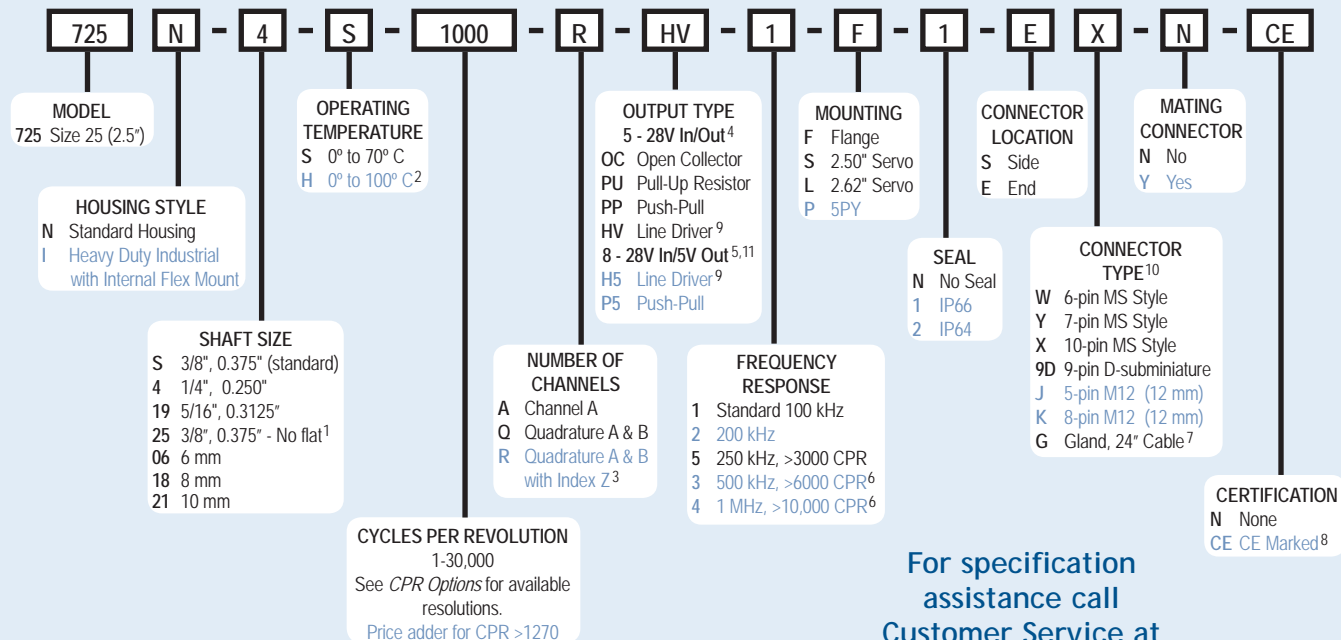 725 N - 4 - S - 1000 - R - HV - 1 - F - 1 - E X - N - CE
MODEL
725 Size 25 (2.5″)
HOUSING STYLE
N Standard Housing
I Heavy Duty Industrial
with Internal Flex Mount
SHAFT SIZE
S 3/8", 0.375" (standard)
4 1/4", 0.250"
19 5/16", 0.3125″
25 3/8″, 0.375″ - No flat1
06 6 mm
18 8 mm
21 10 mm
OPERATING
TEMPERATURE
S 0º to 70º C
H 0º to 100º C2
CYCLES PER REVOLUTION
1-30,000
See CPR Options for available
resolutions.
Price adder for CPR >1270
NUMBER OF
CHANNELS
A Channel A
Q Quadrature A & B
R Quadrature A & B
with Index Z3
OUTPUT TYPE
5 - 28V In/Out4
OC Open Collector
PU Pull-Up Resistor
PP Push-Pull
HV Line Driver9
8 - 28V In/5V Out5,11
H5 Line Driver9
P5 Push-Pull
FREQUENCY
RESPONSE
1 Standard 100 kHz
2 200 kHz
5 250 kHz, >3000 CPR
3 500 kHz, >6000 CPR6
4 1 MHz, >10,000 CPR6
MOUNTING
F Flange
S 2.50" Servo
L 2.62" Servo
P 5PY
SEAL
N No Seal
1 IP66
2 IP64
CONNECTOR
LOCATION
S Side
E End
CONNECTOR
TYPE10
W 6-pin MS Style
Y 7-pin MS Style
X 10-pin MS Style
9D 9-pin D-subminiature
J 5-pin M12 (12 mm)
K 8-pin M12 (12 mm)
G Gland, 24″ Cable7
MATING
CONNECTOR
N No
Y Yes
CERTIFICATION
N None
CE CE Marked8
For specification
assistance call
Customer Service at